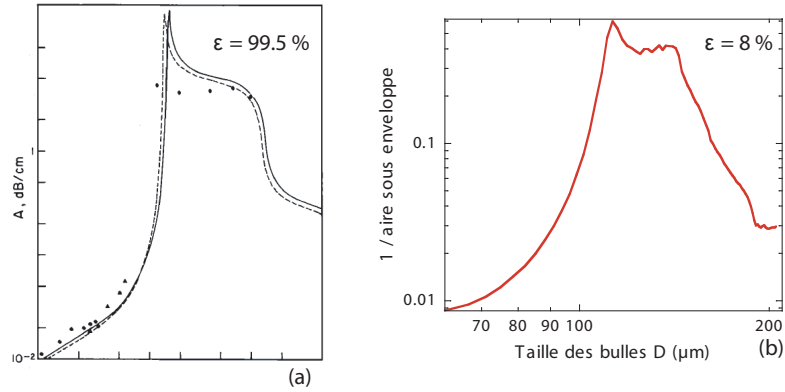 ε = 99.5 %
A, dB/cm
1
10⁻²
(a)
ε = 8 %
1 / aire sous enveloppe
0.1
0.01
70 80 90 100 200
Taille des bulles D (µm)
(b)